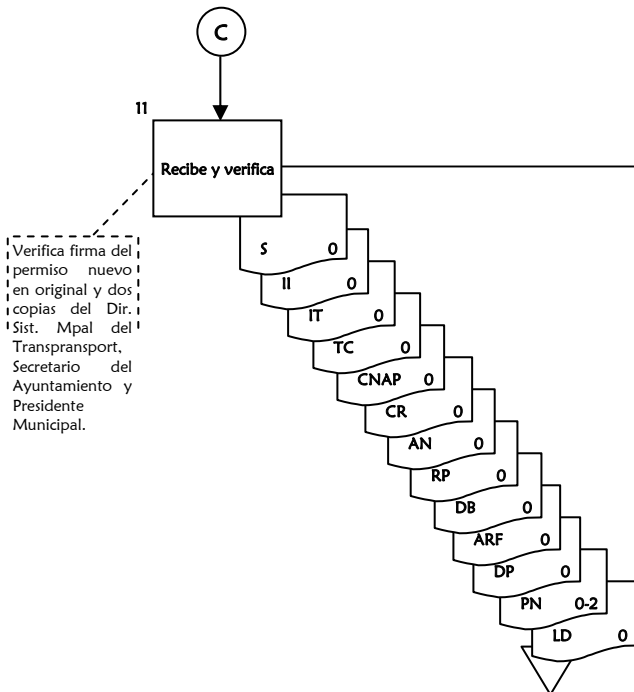 C
11
Recibe y verifica
Verifica firma del
permiso nuevo
en original y dos
copias del Dir.
Sist. Mpal del
Transpransport,
Secretario del
Ayuntamiento y
Presidente
Municipal.
S 0
II 0
IT 0
TC 0
CNAP 0
CR 0
AN 0
RP 0
DB 0
ARF 0
DP 0
PN 0-2
LD 0